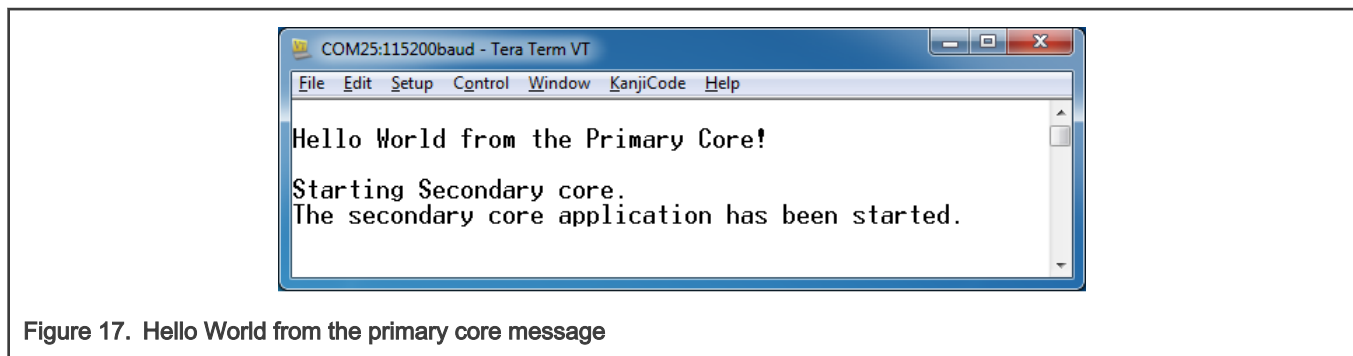 COM25:115200baud - Tera Term VT
File Edit Setup Control Window KanjiCode Help
Hello World from the Primary Core!
Starting Secondary core.
The secondary core application has been started.
Figure 17. Hello World from the primary core message